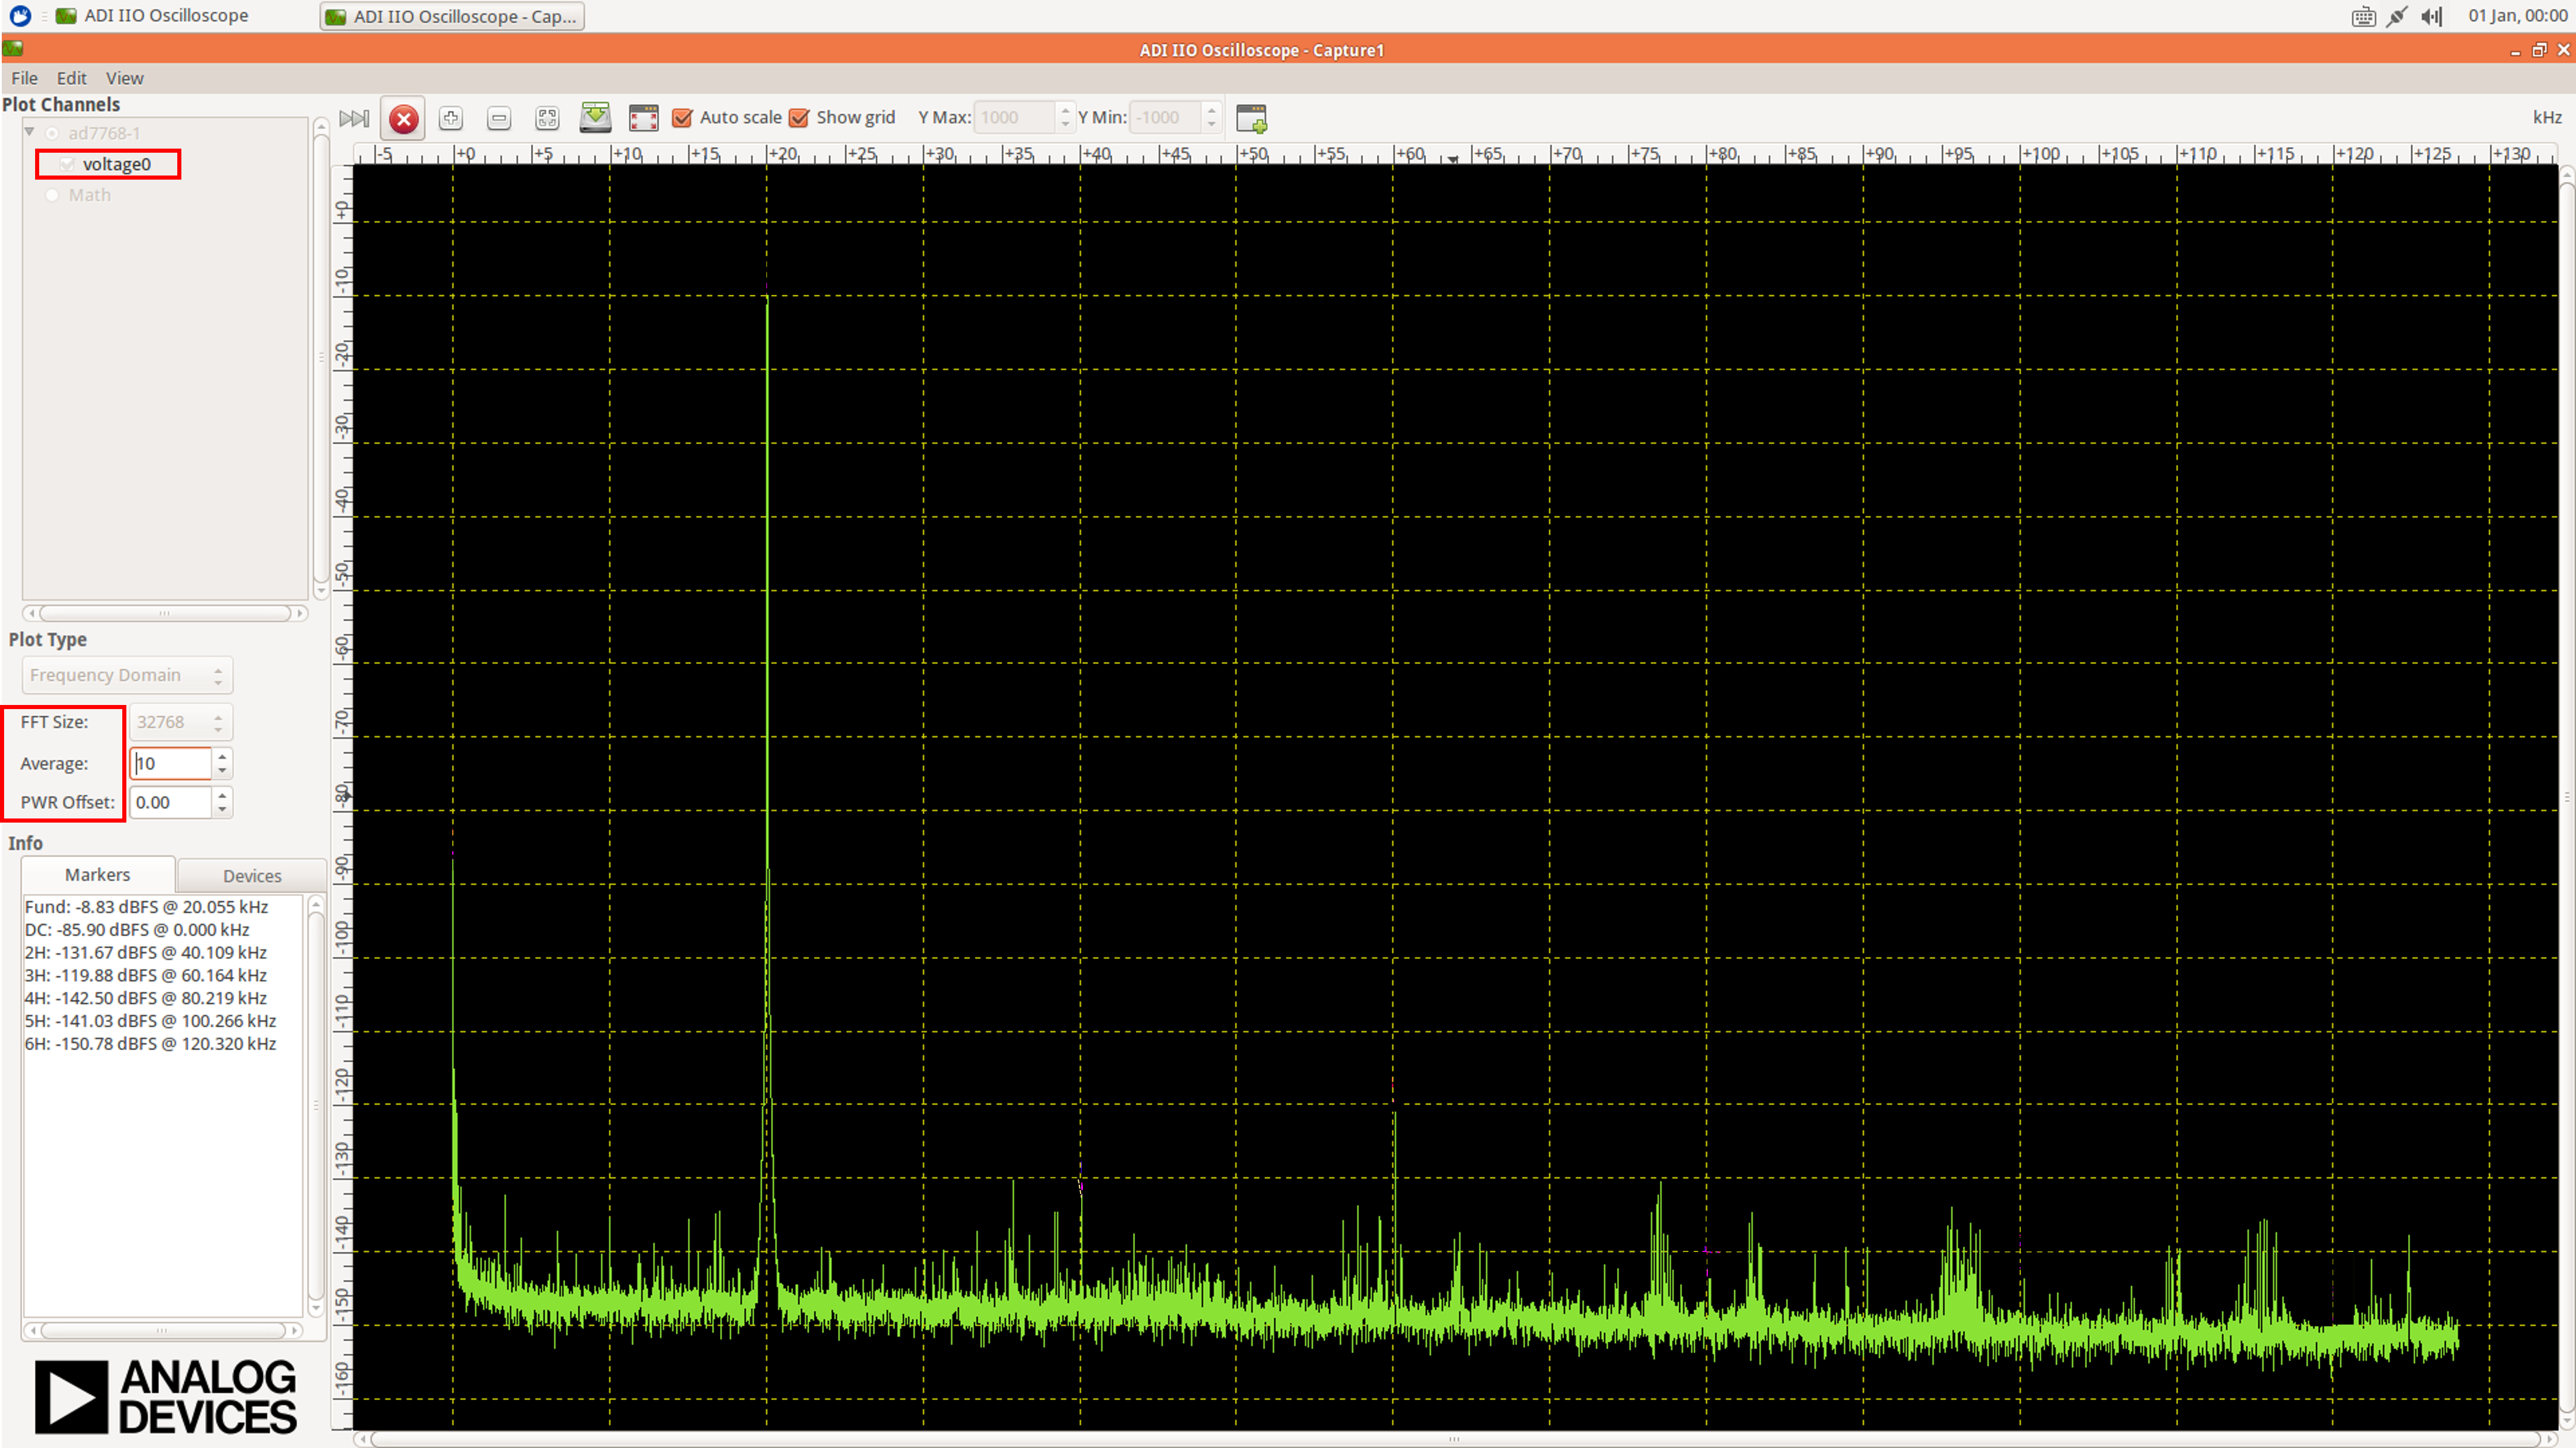 ADI IIO Oscilloscope
ADI IIO Oscilloscope - Cap...
01 Jan, 00:00
ADI IIO Oscilloscope - Capture1
File Edit View
Plot Channels
ad7768-1
voltage0
Math
Auto scale
Show grid
Y Max: 1000
Y Min: -1000
kHz
-5 +0 +5 +10 +15 +20 +25 +30 +35 +40 +45 +50 +55 +60 +65 +70 +75 +80 +85 +90 +95 +100 +105 +110 +115 +120 +125 +130
+0
-10
-20
-30
-40
-50
-60
-70
-80
-90
-100
-110
-120
-130
-140
-150
-160
Plot Type
Frequency Domain
FFT Size: 32768
Average: 10
PWR Offset: 0.00
Info
Markers Devices
Fund: -8.83 dBFS @ 20.055 kHz
DC: -85.90 dBFS @ 0.000 kHz
2H: -131.67 dBFS @ 40.109 kHz
3H: -119.88 dBFS @ 60.164 kHz
4H: -142.50 dBFS @ 80.219 kHz
5H: -141.03 dBFS @ 100.266 kHz
6H: -150.78 dBFS @ 120.320 kHz
ANALOG
DEVICES